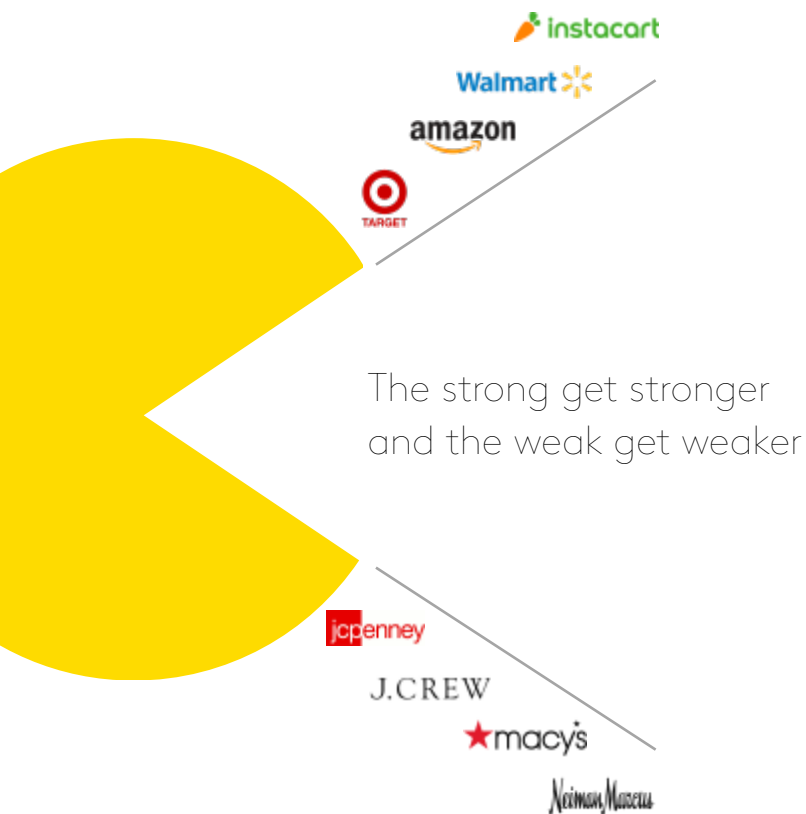 instacart
Walmart
amazon
TARGET
The strong get stronger
and the weak get weaker
jcpenney
J.CREW
macy's
Neiman Marcus